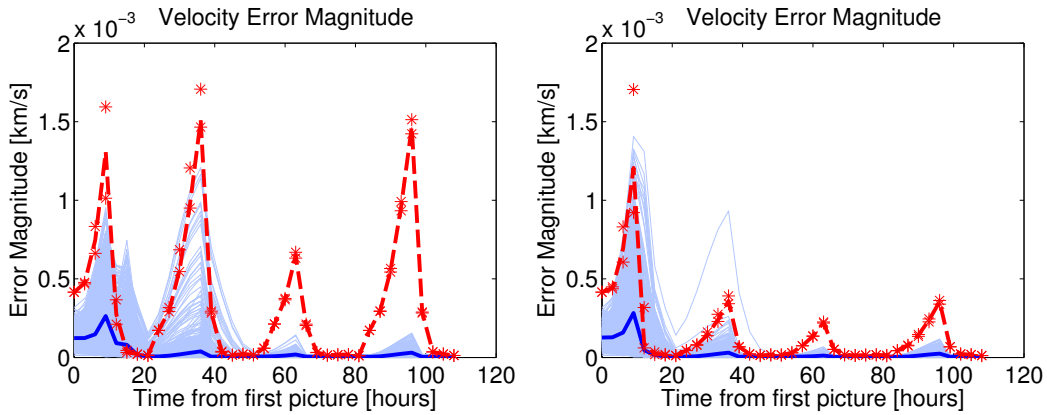 Velocity Error Magnitude
x 10⁻³
2
1.5
1
0.5
0
Error Magnitude [km/s]
0 20 40 60 80 100 120
Time from first picture [hours]
Velocity Error Magnitude
x 10⁻³
2
1.5
1
0.5
0
Error Magnitude [km/s]
0 20 40 60 80 100 120
Time from first picture [hours]